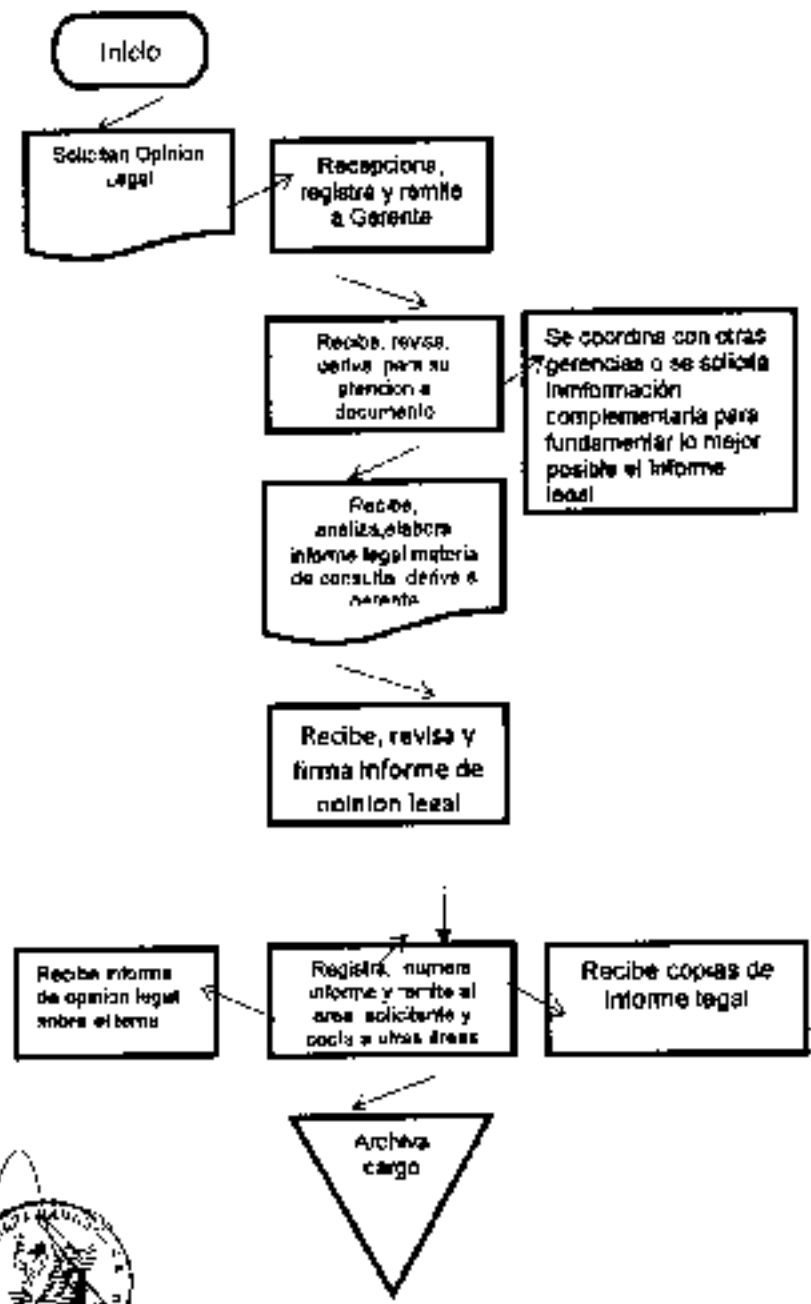 Inicio
Solicitan Opinion
Legal
Recepciona,
registra y remite
a Gerente
Recibe, revisa,
deriva para su
atencion a
documento
Se coordina con otras
gerencias o se solicita
Inmformación
complementaria para
fundamentar lo mejor
posible el Informe
legal
Recibe,
analiza,elabora
informe legal materia
de consulta deriva a
gerente
Recibe, revisa y
firma Informe de
opinion legal
Recibe informe
de opinion legal
sobre el tema
Registra, numera
informe y remite al
area solicitante y
copia a otras áreas
Recibe copias de
Informe legal
Archiva
cargo